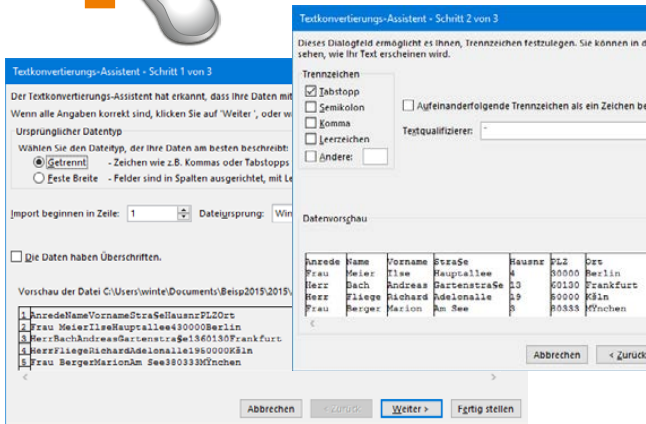 Textkonvertierungs-Assistent - Schritt 1 von 3
Der Textkonvertierungs-Assistent hat erkannt, dass Ihre Daten mit
Wenn alle Angaben korrekt sind, klicken Sie auf 'Weiter ', oder w
Ursprünglicher Datentyp
Wählen Sie den Dateityp, der Ihre Daten am besten beschreibt:
Getrennt - Zeichen wie z.B. Kommas oder Tabstopps
Feste Breite - Felder sind in Spalten ausgerichtet, mit Le
Import beginnen in Zeile: 1 Dateiursprung: Win
Die Daten haben Überschriften.
Vorschau der Datei C:\Users\winte\Documents\Beisp2015\2015\
1 AnredeNameVornameStraßeHausnrPLZOrt
2 Frau MeierIlseHauptallee430000Berlin
3 HerrBachAndreasGartenstraße1360130Frankfurt
4 HerrFliegeRichardAdelonalle1950000Köln
5 Frau BergerMarionAm See380333MŸnchen
Abbrechen < Zurück Weiter > Fertig stellen
Textkonvertierungs-Assistent - Schritt 2 von 3
Dieses Dialogfeld ermöglicht es Ihnen, Trennzeichen festzulegen. Sie können in d
sehen, wie Ihr Text erscheinen wird.
Trennzeichen
Tabstopp
Semikolon
Komma
Leerzeichen
Andere:
Aufeinanderfolgende Trennzeichen als ein Zeichen be
Textqualifizierer: "
Datenvorschau
Anrede Name Vorname Straße Hausnr PLZ Ort
Frau Meier Ilse Hauptallee 4 30000 Berlin
Herr Bach Andreas Gartenstraße 13 60130 Frankfurt
Herr Fliege Richard Adelonalle 19 50000 Köln
Frau Berger Marion Am See 3 80333 MŸnchen
Abbrechen < Zurück